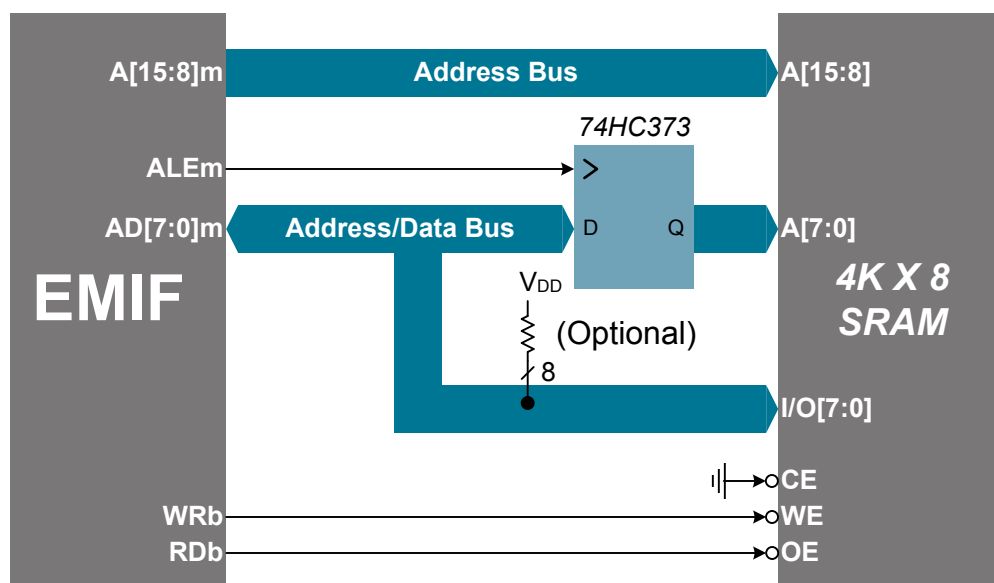 A[15:8]m
Address Bus
A[15:8]
74HC373
ALEm
AD[7:0]m
Address/Data Bus
D
Q
A[7:0]
EMIF
VDD
(Optional)
8
4K X 8
SRAM
I/O[7:0]
CE
WRb
WE
RDb
OE